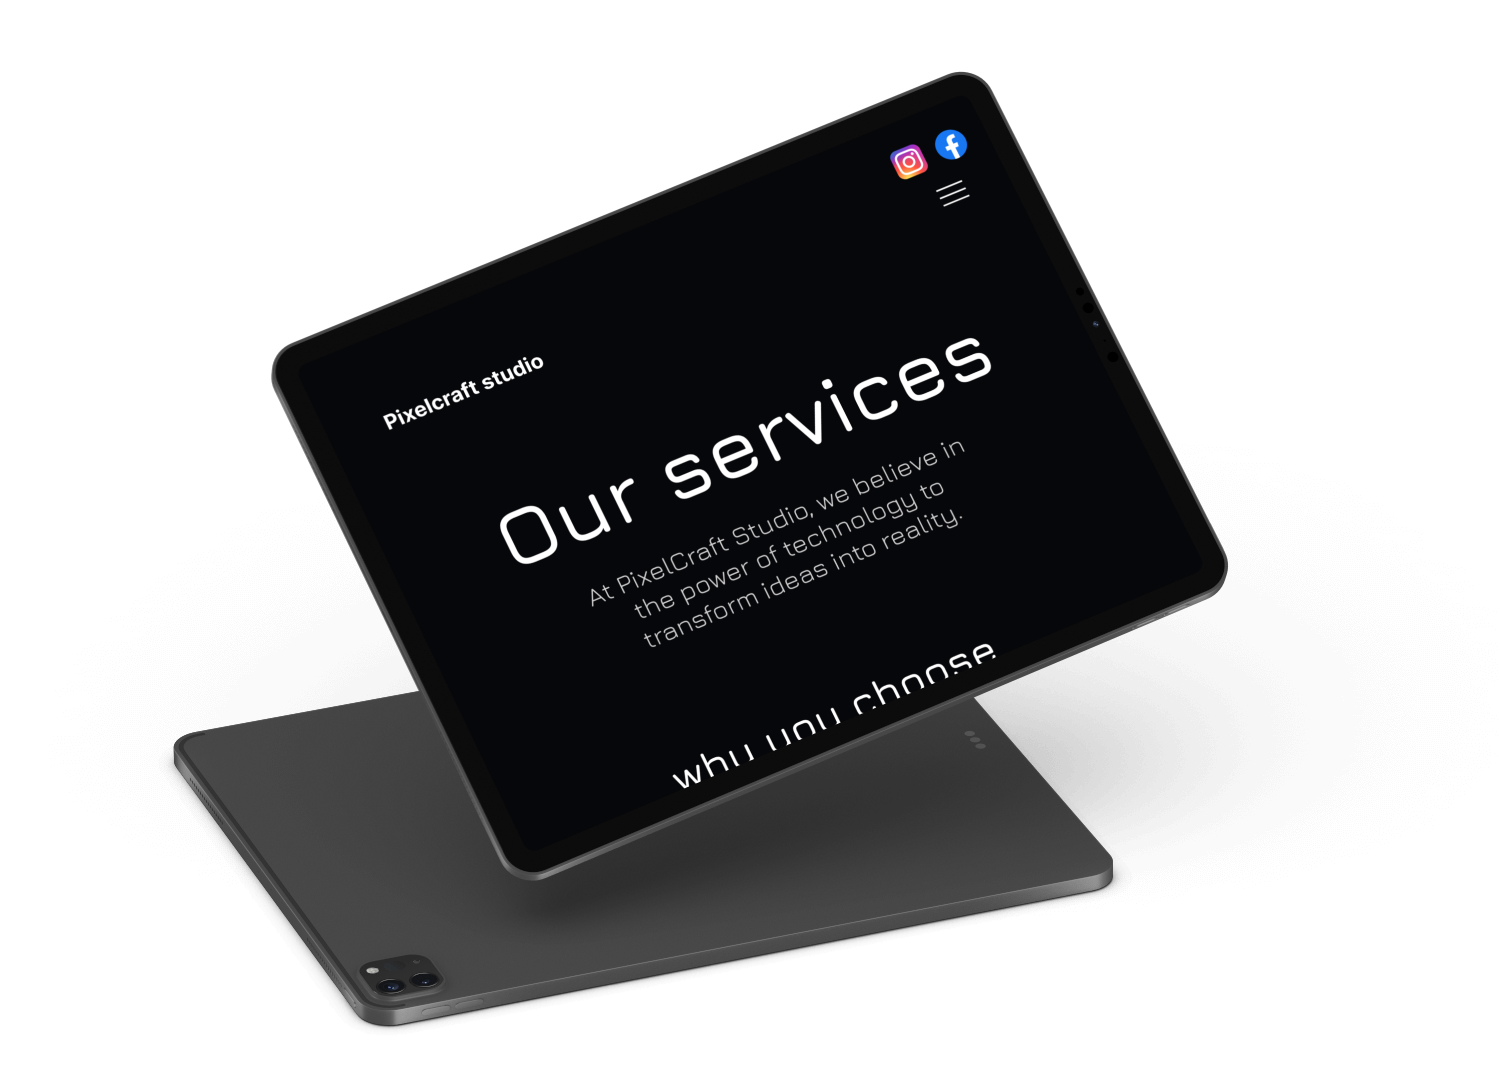 Pixelcraft studio
Our services
At PixelCraft Studio, we believe in
the power of technology to
transform ideas into reality.
why you choose